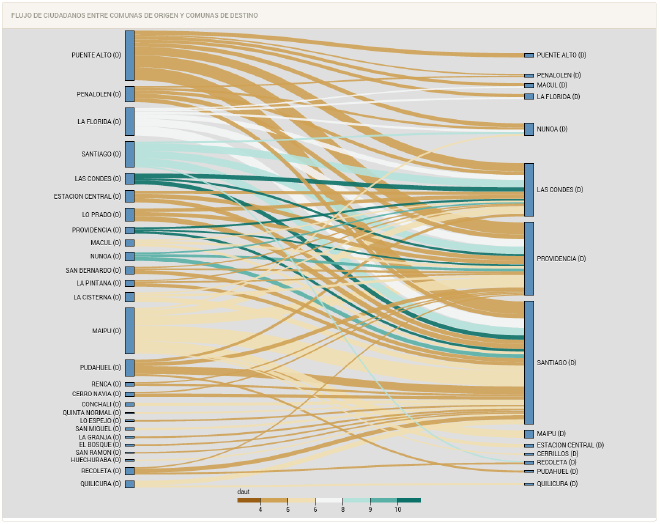 FLUJO DE CIUDADANOS ENTRE COMUNAS DE ORIGEN Y COMUNAS DE DESTINO
PUENTE ALTO (O)
PENALOLEN (O)
LA FLORIDA (O)
SANTIAGO (O)
LAS CONDES (O)
ESTACION CENTRAL (O)
LO PRADO (O)
PROVIDENCIA (O)
MACUL (O)
NUNOA (O)
SAN BERNARDO (O)
LA PINTANA (O)
LA CISTERNA (O)
MAIPU (O)
PUDAHUEL (O)
RENCA (O)
CERRO NAVIA (O)
CONCHALI (O)
QUINTA NORMAL (O)
LO ESPEJO (O)
SAN MIGUEL (O)
LA GRANJA (O)
EL BOSQUE (O)
SAN RAMON (O)
HUECHURABA (O)
RECOLETA (O)
QUILICURA (O)
PUENTE ALTO (D)
PENALOLEN (D)
MACUL (D)
LA FLORIDA (D)
NUNOA (D)
LAS CONDES (D)
PROVIDENCIA (D)
SANTIAGO (D)
MAIPU (D)
ESTACION CENTRAL (D)
CERRILLOS (D)
RECOLETA (D)
PUDAHUEL (D)
QUILICURA (D)
daut
4 5 6 8 9 10